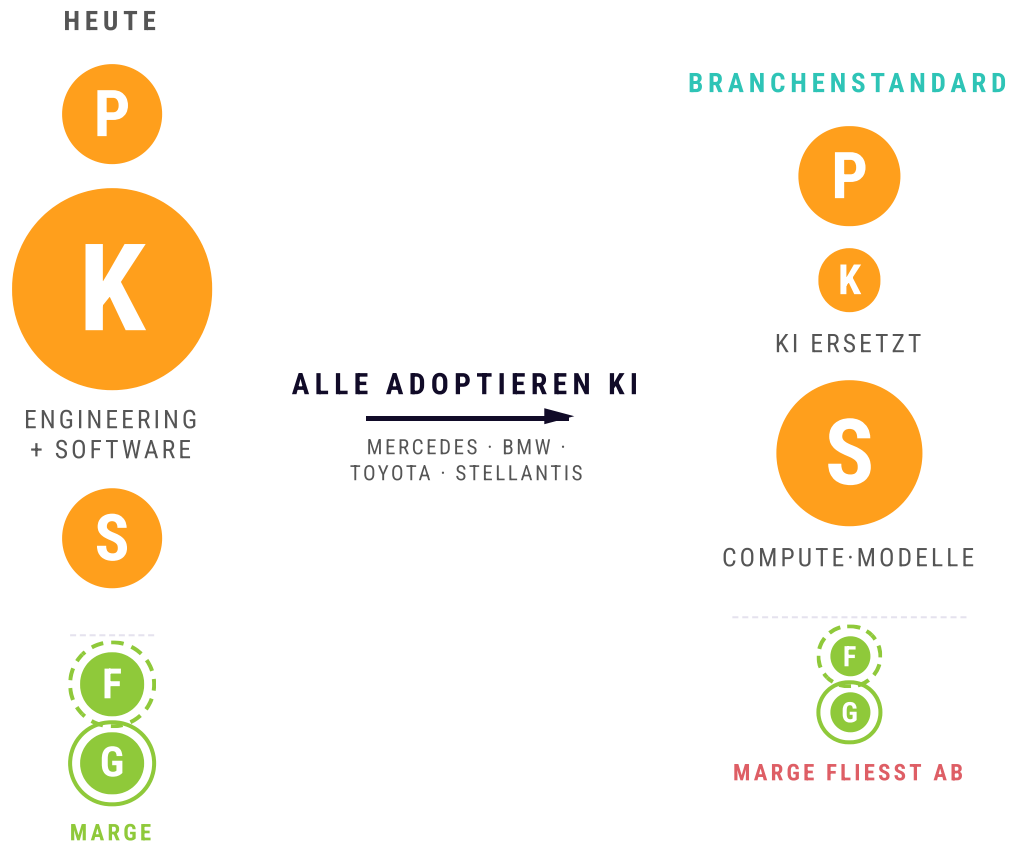 HEUTE
P
K
ENGINEERING
+ SOFTWARE
S
F
G
MARGE
ALLE ADOPTIEREN KI
MERCEDES · BMW ·
TOYOTA · STELLANTIS
BRANCHENSTANDARD
P
K
KI ERSETZT
S
COMPUTE·MODELLE
F
G
MARGE FLIESST AB